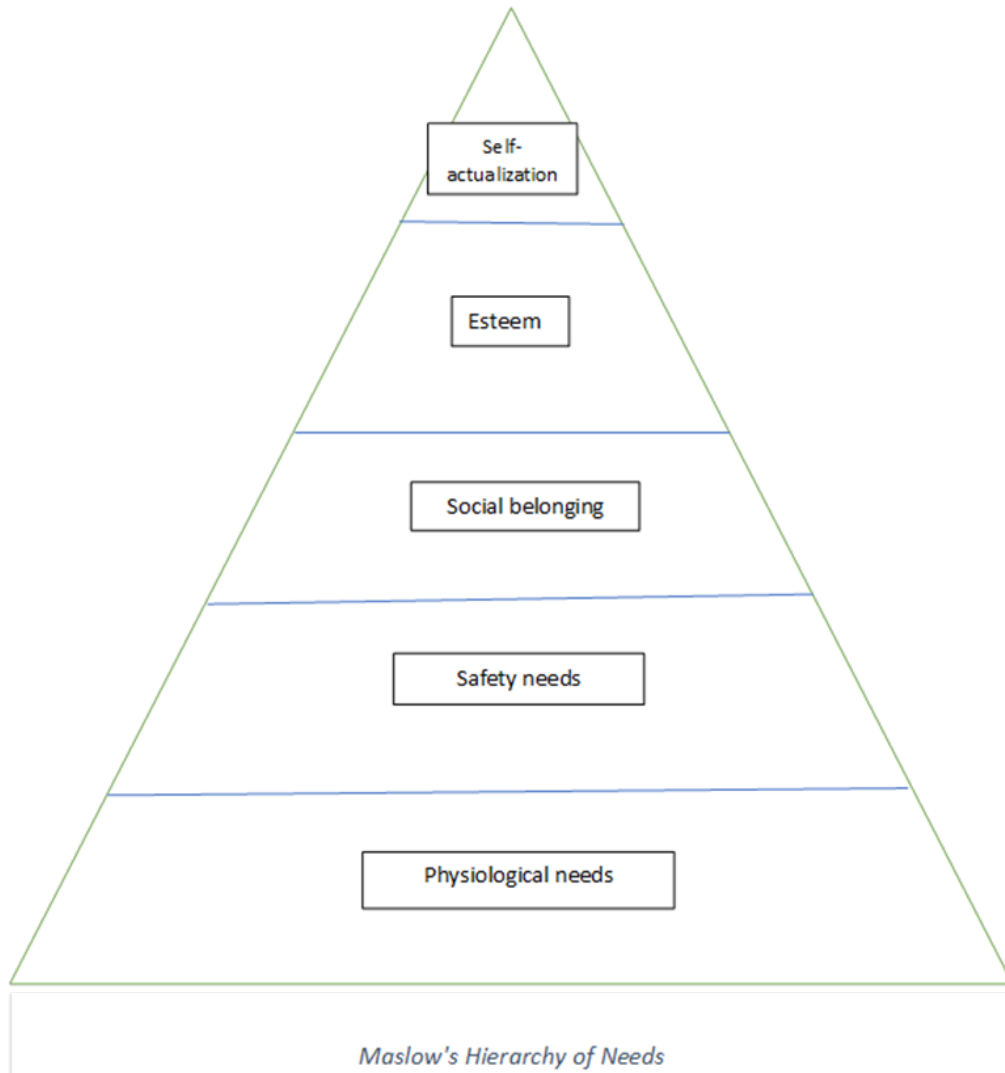 Self-
actualization
Esteem
Social belonging
Safety needs
Physiological needs
Maslow's Hierarchy of Needs